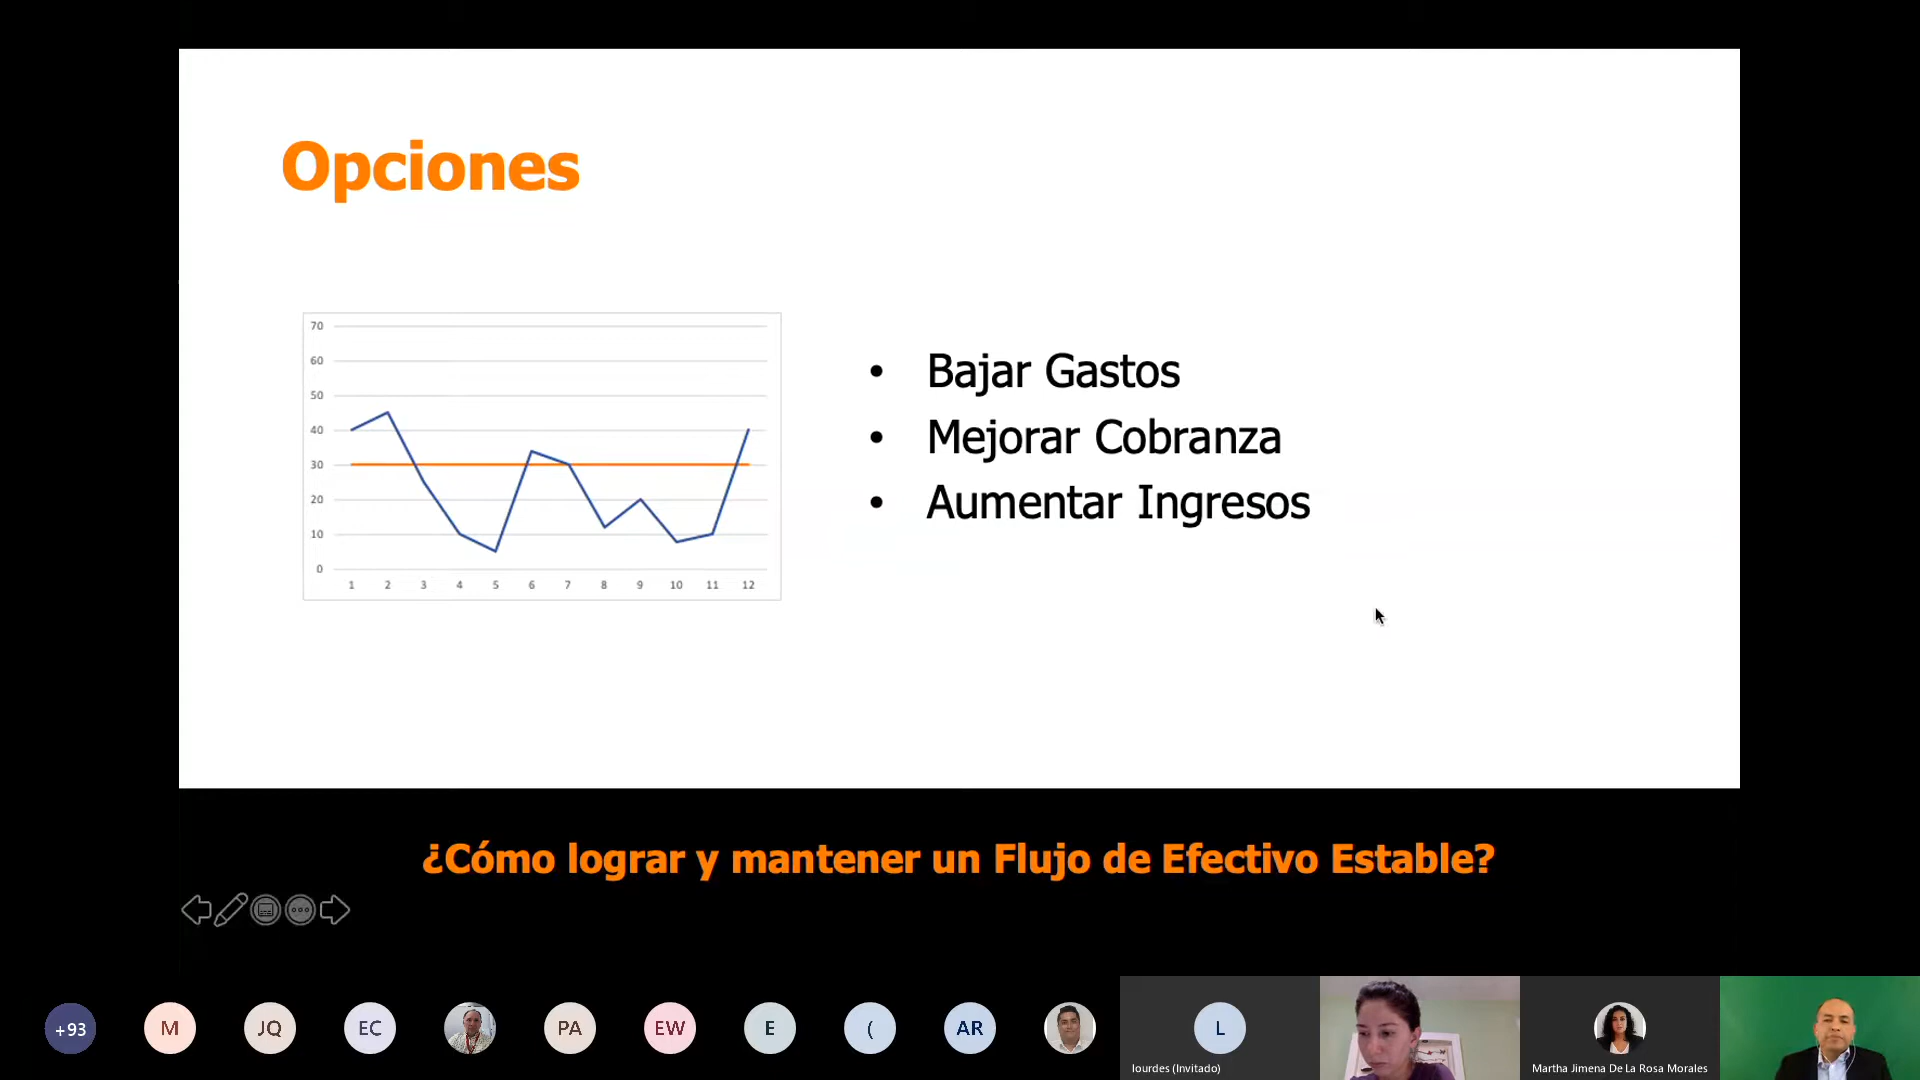 Opciones
70
60
50
40
30
20
10
0
1 2 3 4 5 6 7 8 9 10 11 12
• Bajar Gastos
• Mejorar Cobranza
• Aumentar Ingresos
¿Cómo lograr y mantener un Flujo de Efectivo Estable?
+93 M JQ EC PA EW E ( AR L
lourdes (Invitado)
Martha Jimena De La Rosa Morales